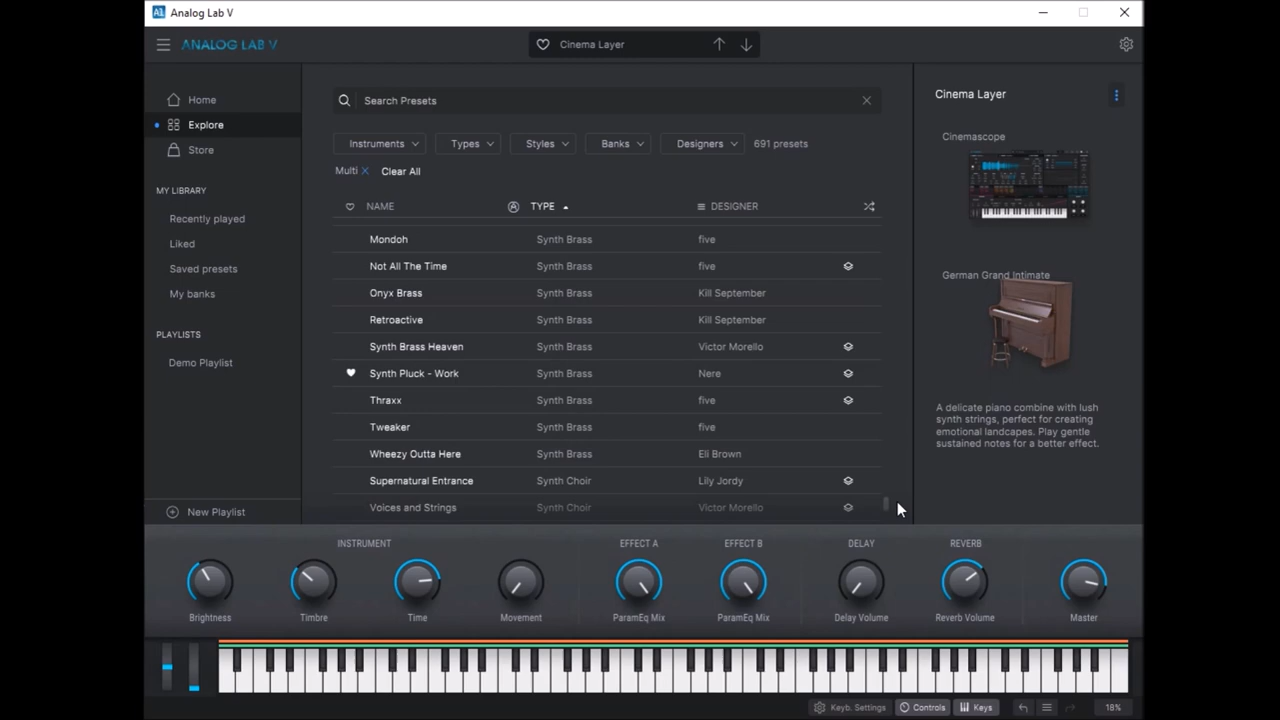 Analog Lab V
ANALOG LAB V
Cinema Layer
Home
Explore
Store
MY LIBRARY
Recently played
Liked
Saved presets
My banks
PLAYLISTS
Demo Playlist
New Playlist
Search Presets
Instruments Types Styles Banks Designers 691 presets
Multi Clear All
NAME TYPE DESIGNER
Mondoh Synth Brass five
Not All The Time Synth Brass five
Onyx Brass Synth Brass Kill September
Retroactive Synth Brass Kill September
Synth Brass Heaven Synth Brass Victor Morello
Synth Pluck - Work Synth Brass Nere
Thraxx Synth Brass five
Tweaker Synth Brass five
Wheezy Outta Here Synth Brass Eli Brown
Supernatural Entrance Synth Choir Lily Jordy
Voices and Strings Synth Choir Victor Morello
Cinema Layer
Cinemascope
German Grand Intimate
A delicate piano combine with lush
synth strings, perfect for creating
emotional landcapes. Play gentle
sustained notes for a better effect.
INSTRUMENT EFFECT A EFFECT B DELAY REVERB
Brightness Timbre Time Movement ParamEq Mix ParamEq Mix Delay Volume Reverb Volume Master
Keyb. Settings Controls Keys 18%